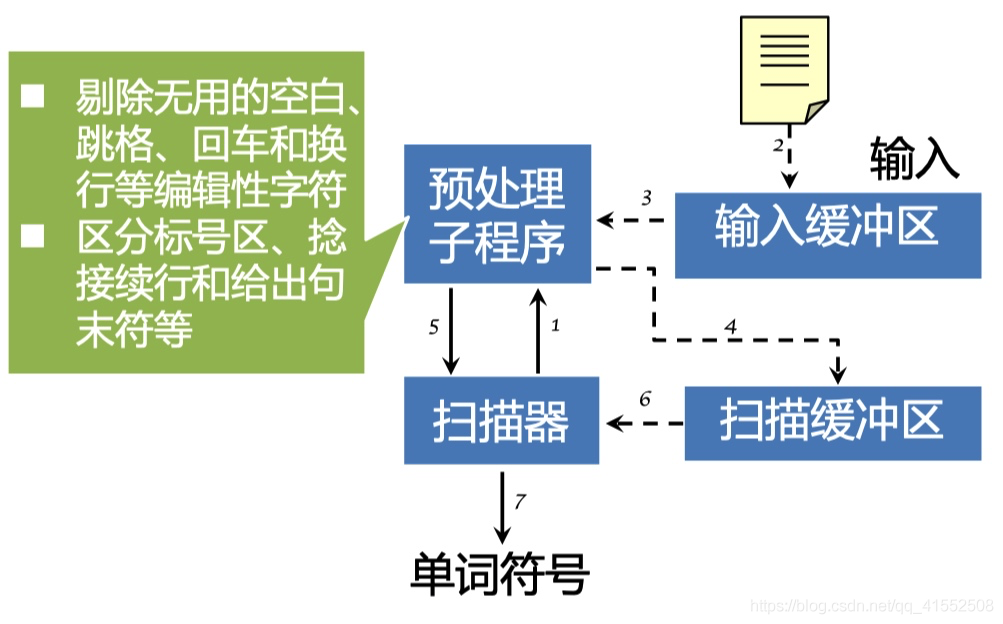 剔除无用的空白、
跳格、回车和换
行等编辑性字符
区分标号区、捻
接续行和给出句
末符等
预处理
子程序
2
输入
3
输入缓冲区
4
5
1
扫描器
6
扫描缓冲区
7
单词符号
https://blog.csdn.net/qq_41552508